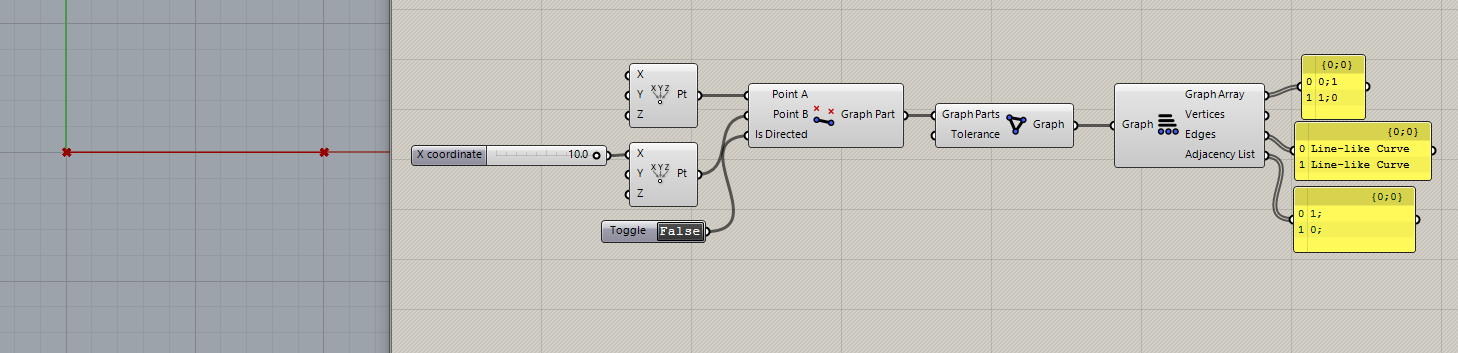 X
Y
Z
X Y Z
Pt
X coordinate
10.0
X
Y
Z
X Y Z
Pt
Toggle
False
Point A
Point B
Is Directed
Graph Part
Graph Parts
Tolerance
Graph
Graph
Graph Array
Vertices
Edges
Adjacency List
{0;0}
0 0;1
1 1;0
{0;0}
0 Line-like Curve
1 Line-like Curve
{0;0}
0 1;
1 0;